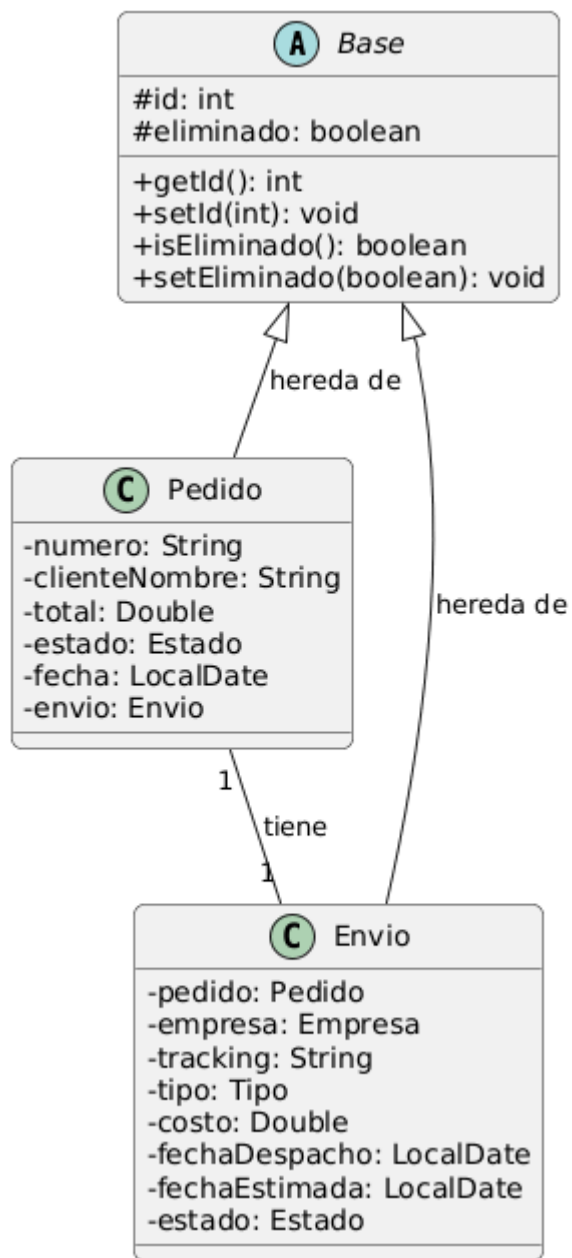 A Base
#id: int
#eliminado: boolean
+getId(): int
+setId(int): void
+isEliminado(): boolean
+setEliminado(boolean): void
hereda de
C Pedido
-numero: String
-clienteNombre: String
-total: Double
-estado: Estado
-fecha: LocalDate
-envio: Envio
hereda de
1
tiene
1
C Envio
-pedido: Pedido
-empresa: Empresa
-tracking: String
-tipo: Tipo
-costo: Double
-fechaDespacho: LocalDate
-fechaEstimada: LocalDate
-estado: Estado